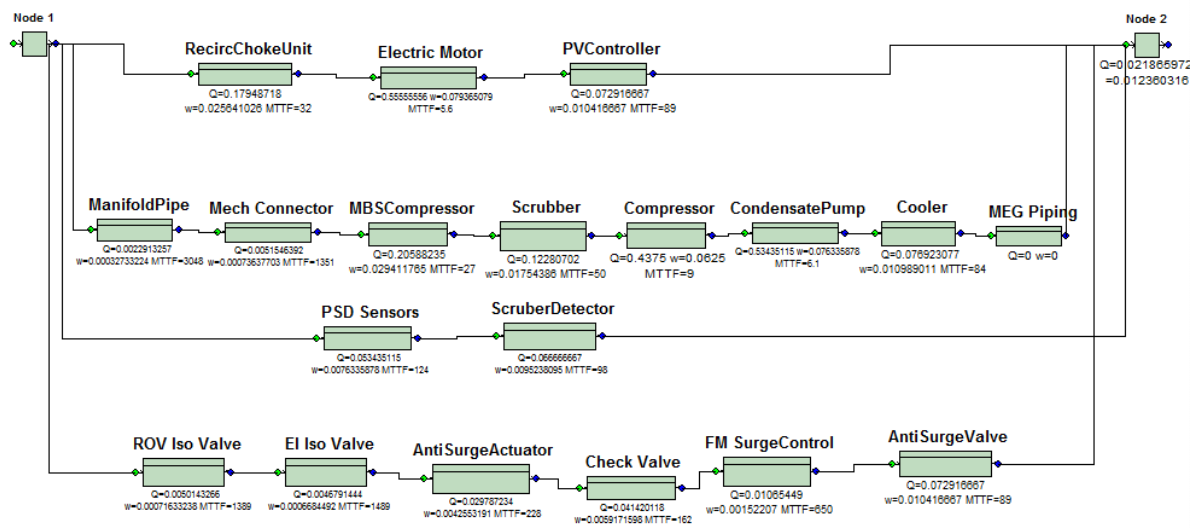 Node 1
Node 2
Q=0.021865972
=0.012360316
RecircChokeUnit
Q=0.17948718
w=0.025641026 MTTF=32
Electric Motor
Q=0.55555556 w=0.079365079
MTTF=5.6
PVController
Q=0.072916667
w=0.010416667 MTTF=89
ManifoldPipe
Q=0.0022913257
w=0.00032733224 MTTF=3048
Mech Connector
Q=0.0051546392
w=0.00073637703 MTTF=1351
MBSCompressor
Q=0.20588235
w=0.029411765 MTTF=27
Scrubber
Q=0.12280702
w=0.01754386 MTTF=50
Compressor
Q=0.4375 w=0.0625
MTTF=9
CondensatePump
Q=0.53435115 w=0.076335878
MTTF=6.1
Cooler
Q=0.076923077
w=0.010989011 MTTF=84
MEG Piping
Q=0 w=0
PSD Sensors
Q=0.053435115
w=0.0076335878 MTTF=124
ScruberDetector
Q=0.066666667
w=0.0095238095 MTTF=98
ROV Iso Valve
Q=0.0050143266
w=0.00071633238 MTTF=1389
EI Iso Valve
Q=0.0046791444
w=0.0006684492 MTTF=1489
AntiSurgeActuator
Q=0.029787234
w=0.0042553191 MTTF=228
Check Valve
Q=0.041420118
w=0.0059171598 MTTF=162
FM SurgeControl
Q=0.01065449
w=0.00152207 MTTF=650
AntiSurgeValve
Q=0.072916667
w=0.010416667 MTTF=89